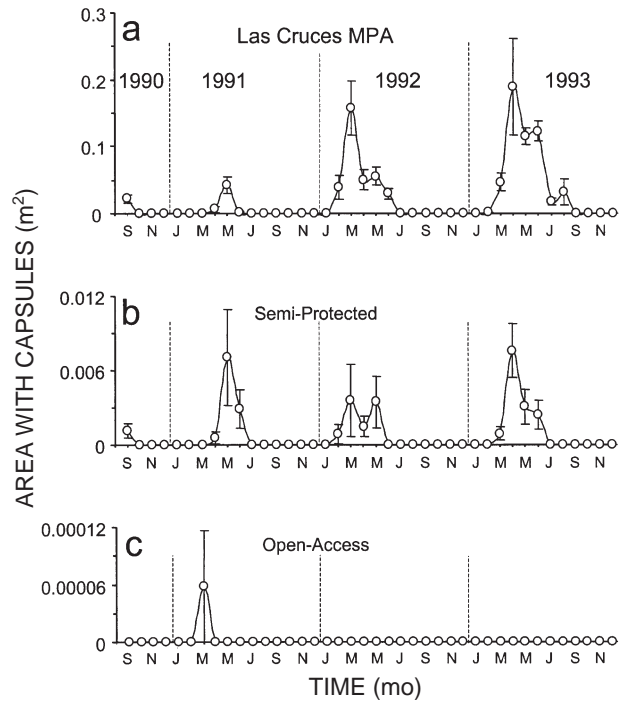 a
Las Cruces MPA
1990 1991 1992 1993
0.3
0.2
0.1
0
S N J M M J S N J M M J S N J M M J S N
AREA WITH CAPSULES (m²)
b
Semi-Protected
0.012
0.006
0
S N J M M J S N J M M J S N J M M J S N
c
Open-Access
0.00012
0.00006
0
S N J M M J S N J M M J S N J M M J S N
TIME (mo)